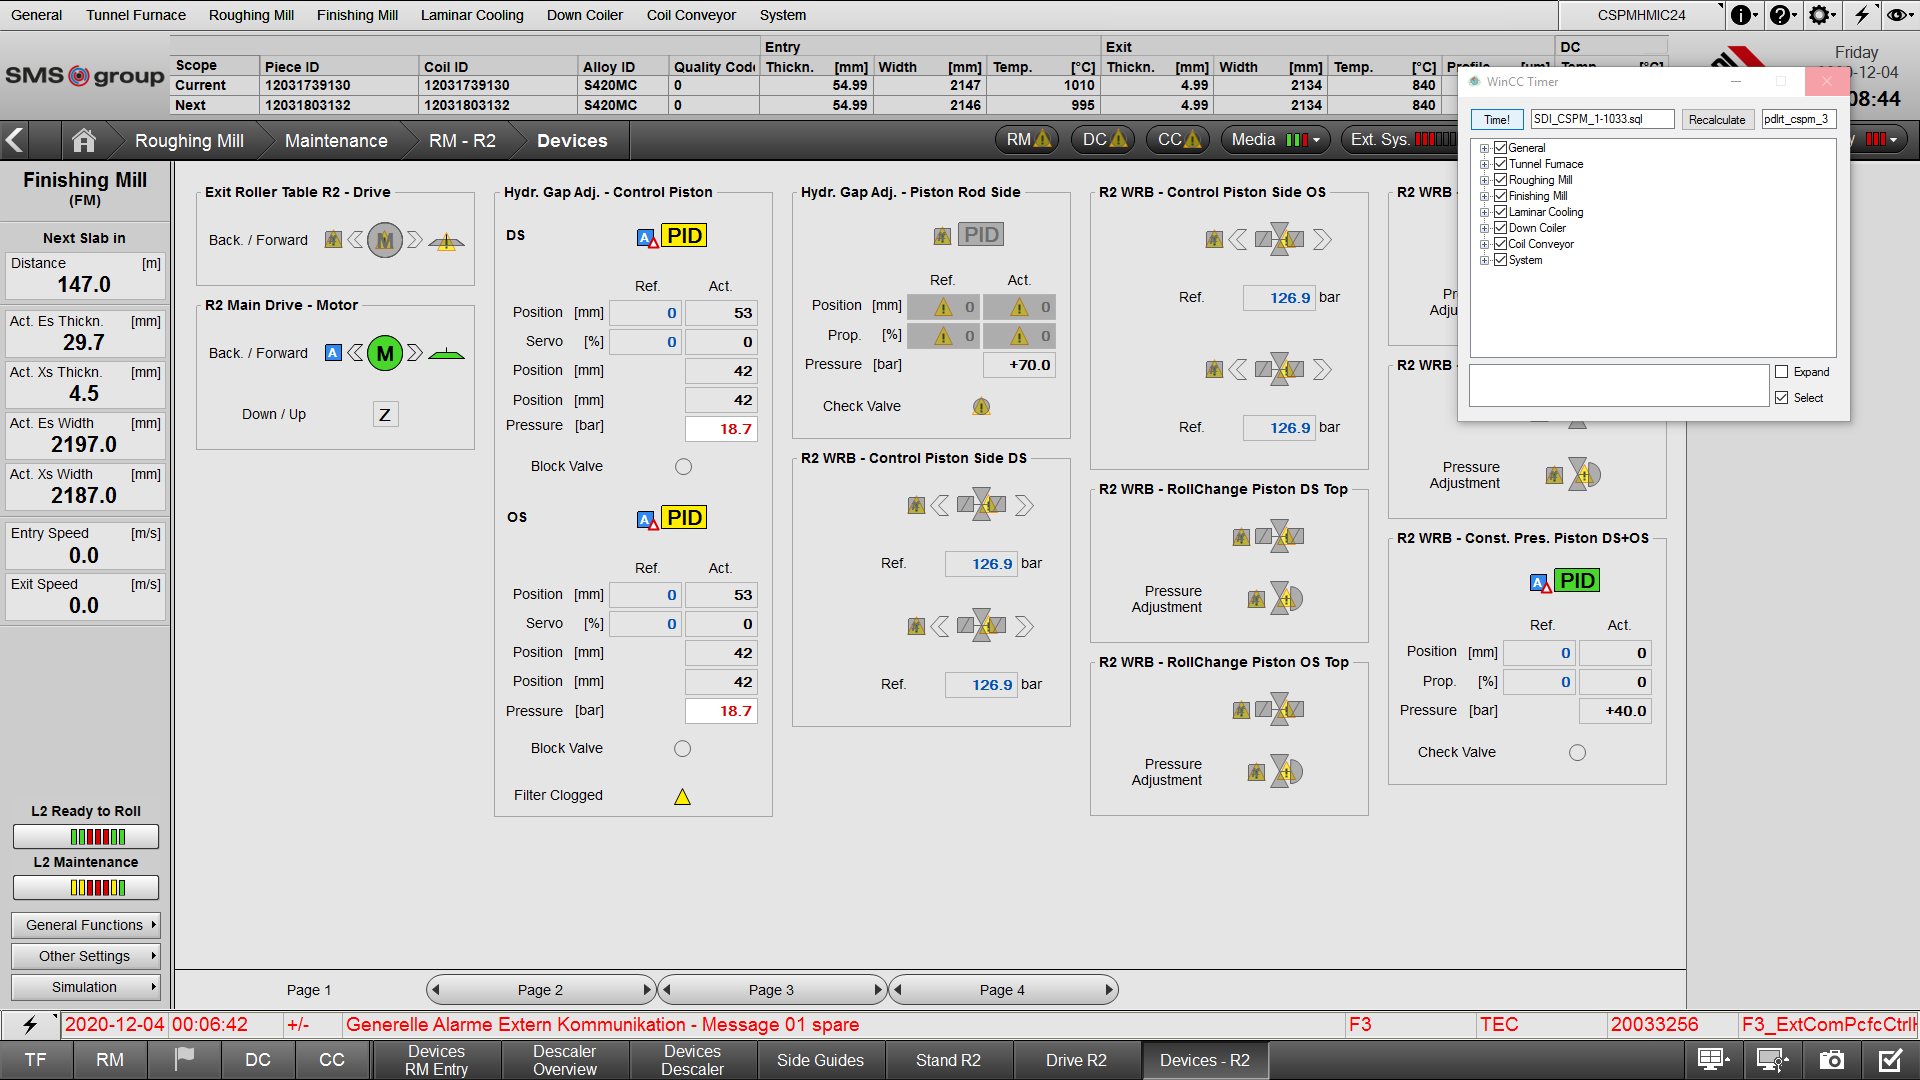 General Tunnel Furnace Roughing Mill Finishing Mill Laminar Cooling Down Coiler Coil Conveyor System CSPMHMIC24
SMS group
Entry Exit DC
Scope Piece ID Coil ID Alloy ID Quality Code Thickn. [mm] Width [mm] Temp. [°C] Thickn. [mm] Width [mm] Temp. [°C]
Current 12031739130 12031739130 S420MC 0 54.99 2147 1010 4.99 2134 840
Next 12031803132 12031803132 S420MC 0 54.99 2146 995 4.99 2134 840
Friday
-12-04
08:44
Roughing Mill Maintenance RM - R2 Devices RM DC CC Media Ext. Sys.
WinCC Timer
Time! SDI_CSPM_1-1033.sql Recalculate pdlrt_cspm_3
General
Tunnel Furnace
Roughing Mill
Finishing Mill
Laminar Cooling
Down Coiler
Coil Conveyor
System
Expand
Select
Finishing Mill
(FM)
Next Slab in
Distance [m]
147.0
Act. Es Thickn. [mm]
29.7
Act. Xs Thickn. [mm]
4.5
Act. Es Width [mm]
2197.0
Act. Xs Width [mm]
2187.0
Entry Speed [m/s]
0.0
Exit Speed [m/s]
0.0
L2 Ready to Roll
L2 Maintenance
General Functions
Other Settings
Simulation
Exit Roller Table R2 - Drive
Back. / Forward M
R2 Main Drive - Motor
Back. / Forward A M
Down / Up Z
Hydr. Gap Adj. - Control Piston
DS A PID
Ref. Act.
Position [mm] 0 53
Servo [%] 0 0
Position [mm] 42
Position [mm] 42
Pressure [bar] 18.7
Block Valve
OS A PID
Ref. Act.
Position [mm] 0 53
Servo [%] 0 0
Position [mm] 42
Position [mm] 42
Pressure [bar] 18.7
Block Valve
Filter Clogged
Hydr. Gap Adj. - Piston Rod Side
PID
Ref. Act.
Position [mm] 0 0
Prop. [%] 0 0
Pressure [bar] +70.0
Check Valve
R2 WRB - Control Piston Side DS
Ref. 126.9 bar
Ref. 126.9 bar
R2 WRB - Control Piston Side OS
Ref. 126.9 bar
Ref. 126.9 bar
R2 WRB - RollChange Piston DS Top
Pressure
Adjustment
R2 WRB - RollChange Piston OS Top
Pressure
Adjustment
R2 WRB -
R2 WRB -
Pressure
Adjustment
R2 WRB - Const. Pres. Piston DS+OS
A PID
Ref. Act.
Position [mm] 0 0
Prop. [%] 0 0
Pressure [bar] +40.0
Check Valve
Page 1 Page 2 Page 3 Page 4
2020-12-04 00:06:42 +/- Generelle Alarme Extern Kommunikation - Message 01 spare F3 TEC 20033256 F3_ExtComPcfcCtrl
TF RM DC CC Devices RM Entry Descaler Overview Devices Descaler Side Guides Stand R2 Drive R2 Devices - R2